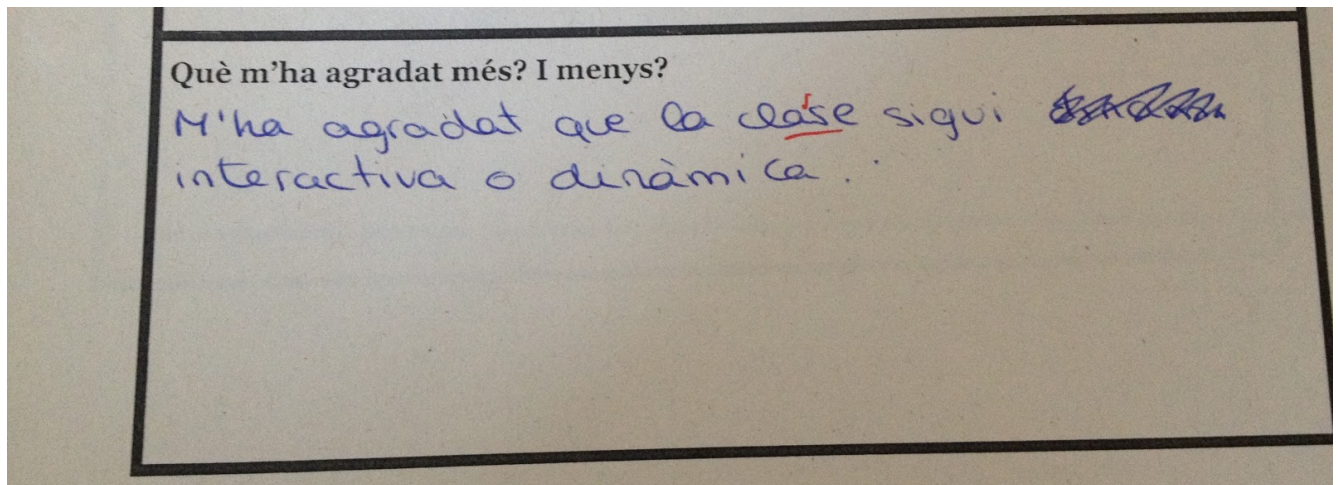 Què m'ha agradat més? I menys?
M'ha agradat que la clase sigui
interactiva o dinàmica.